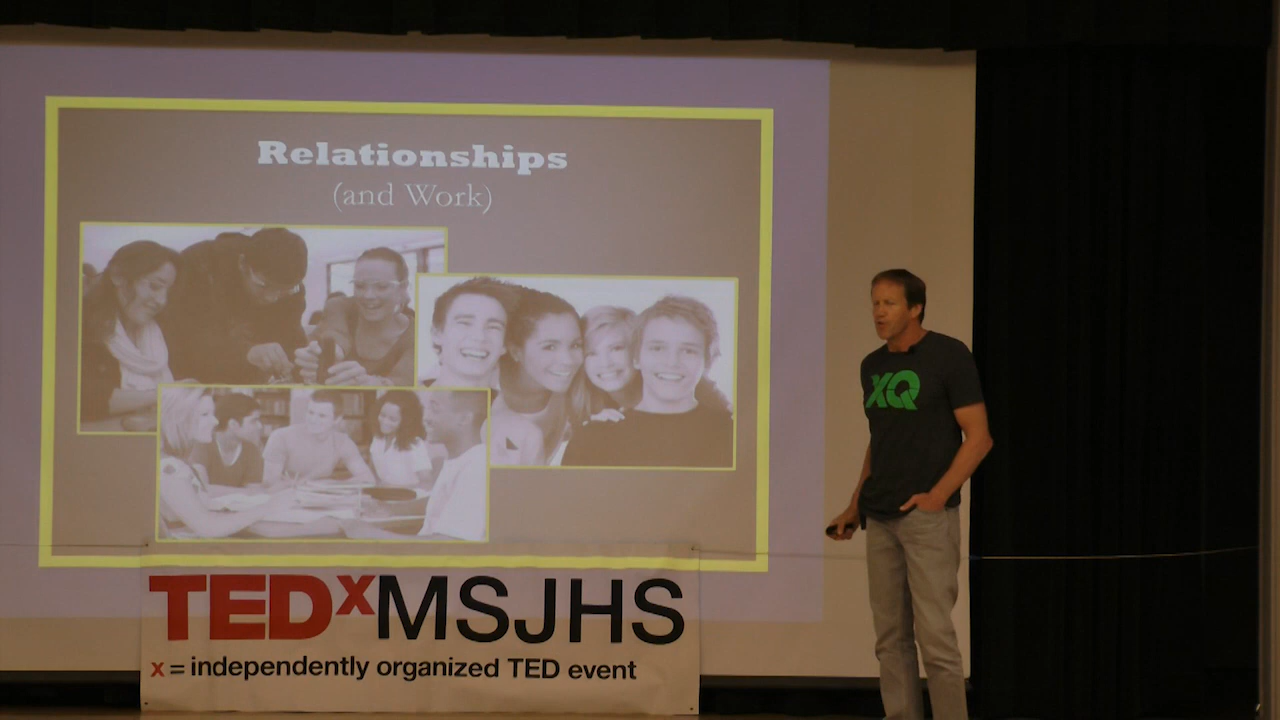 Relationships
(and Work)
XQ
TEDxMSJHS
x = independently organized TED event